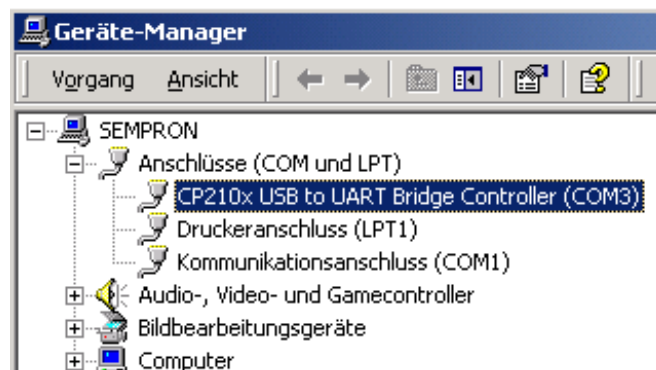 Geräte-Manager
Vorgang Ansicht
SEMPRON
Anschlüsse (COM und LPT)
CP210x USB to UART Bridge Controller (COM3)
Druckeranschluss (LPT1)
Kommunikationsanschluss (COM1)
Audio-, Video- und Gamecontroller
Bildbearbeitungsgeräte
Computer